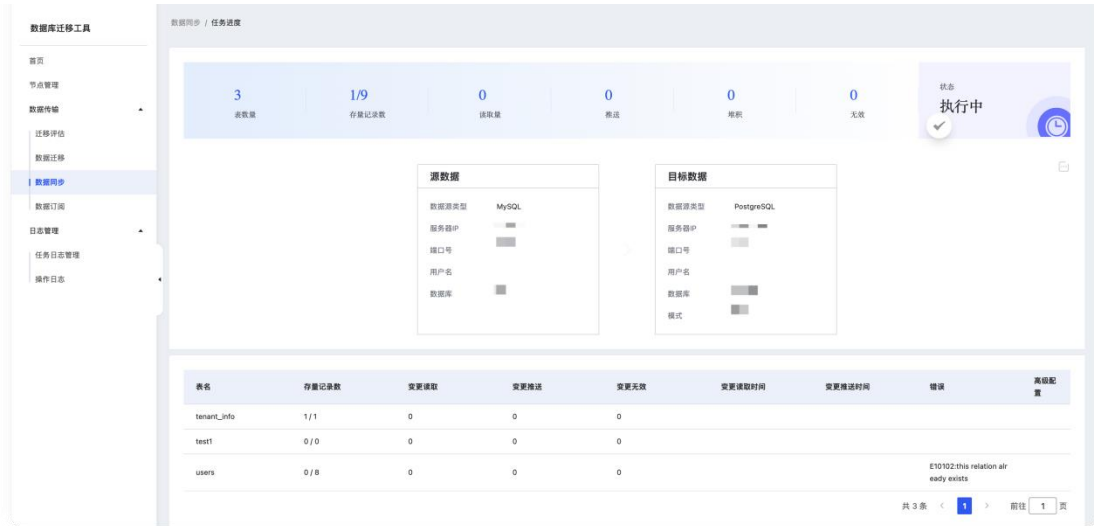 数据库迁移工具
首页
节点管理
数据传输
迁移评估
数据迁移
数据同步
数据订阅
日志管理
任务日志管理
操作日志
数据同步 / 任务进度
3 1/9 0 0 0 0
表数量 存量记录数 读取量 推送 堆积 无效
状态
执行中
源数据
数据源类型 MySQL
服务器IP
端口号
用户名
数据库
目标数据
数据源类型 PostgreSQL
服务器IP
端口号
用户名
数据库
模式
表名 存量记录数 变更读取 变更推送 变更无效 变更读取时间 变更推送时间 错误 高级配
置
tenant_info 1 / 1 0 0 0
test1 0 / 0 0 0 0
users 0 / 8 0 0 0 E10102:this relation alr
eady exists
共 3 条 < 1 > 前往 1 页